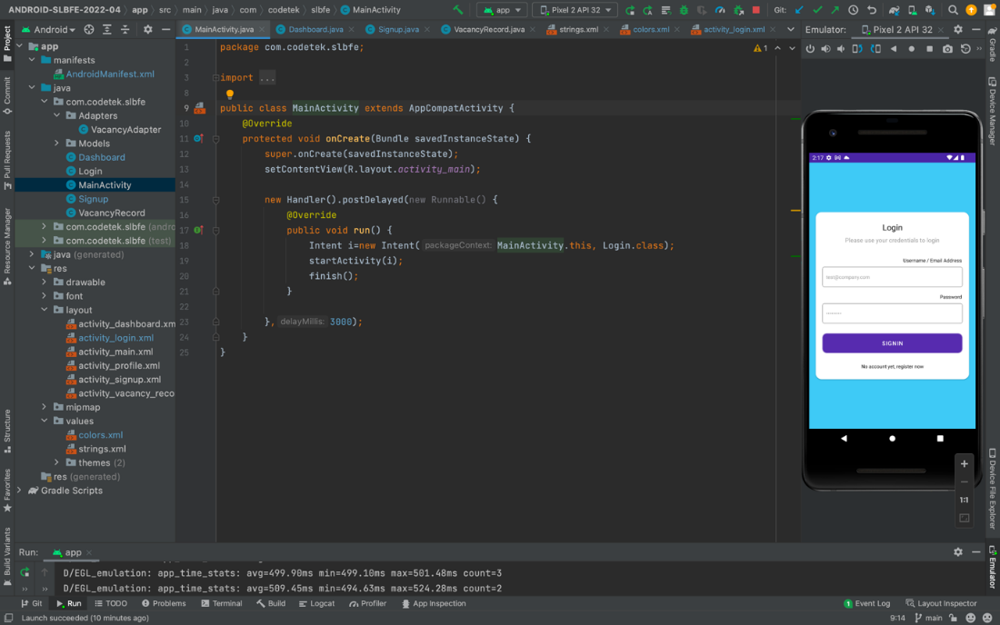 ANDROID-SLBFE-2022-04 app src main java com codetek slbfe MainActivity app Pixel 2 API 32 Git:
Project
Commit
Pull Requests
Resource Manager
Structure
Favorites
Build Variants
Android
app
manifests
AndroidManifest.xml
java
com.codetek.slbfe
Adapters
VacancyAdapter
Models
Dashboard
Login
MainActivity
Signup
VacancyRecord
com.codetek.slbfe (andro
com.codetek.slbfe (test)
java (generated)
res
drawable
font
layout
activity_dashboard.xm
activity_login.xml
activity_main.xml
activity_profile.xml
activity_signup.xml
activity_vacancy_reco
mipmap
values
colors.xml
strings.xml
themes (2)
res (generated)
Gradle Scripts
MainActivity.java Dashboard.java Signup.java VacancyRecord.java strings.xml colors.xml activity_login.xml
1
1 package com.codetek.slbfe;
2
3 import ...
8
9 public class MainActivity extends AppCompatActivity {
10 @Override
11 protected void onCreate(Bundle savedInstanceState) {
12 super.onCreate(savedInstanceState);
13 setContentView(R.layout.activity_main);
14
15 new Handler().postDelayed(new Runnable() {
16 @Override
17 public void run() {
18 Intent i=new Intent( packageContext: MainActivity.this, Login.class);
19 startActivity(i);
20 finish();
21 }
22
23 }, delayMillis: 3000);
24 }
25 }
Emulator: Pixel 2 API 32
2:17
Login
Please use your credentials to login
Username / Email Address
test@company.com
Password
SIGNIN
No account yet, register now
1:1
Gradle
Device Manager
Device File Explorer
Emulator
Run: app
D/EGL_emulation: app_time_stats: avg=499.90ms min=499.10ms max=501.48ms count=3
D/EGL_emulation: app_time_stats: avg=509.45ms min=494.63ms max=524.28ms count=2
Git Run TODO Problems Terminal Build Logcat Profiler App Inspection 1 Event Log Layout Inspector
Launch succeeded (10 minutes ago) 9:14 main